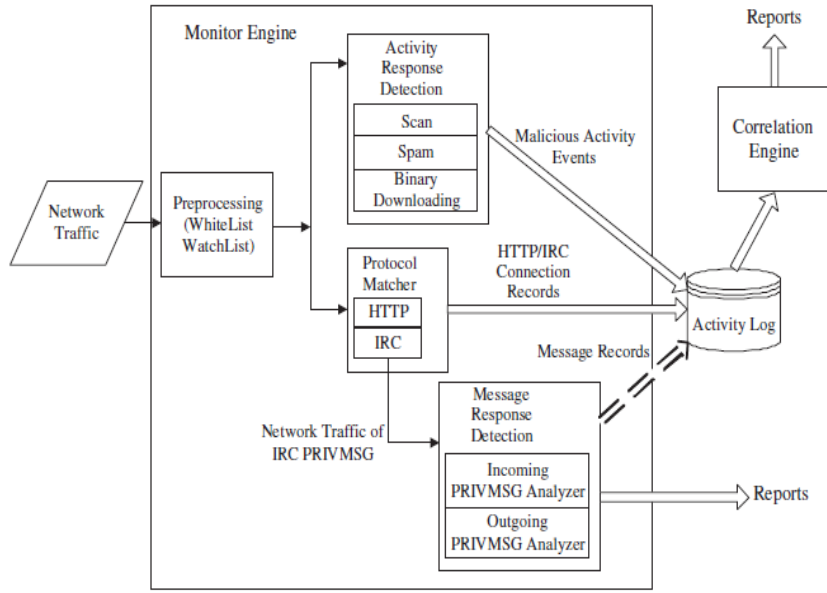 Monitor Engine
Activity
Response
Detection
Scan
Spam
Binary
Downloading
Malicious Activity
Events
Reports
Correlation
Engine
Network
Traffic
Preprocessing
(WhiteList
WatchList)
Protocol
Matcher
HTTP
IRC
HTTP/IRC
Connection
Records
Activity Log
Message Records
Network Traffic of
IRC PRIVMSG
Message
Response
Detection
Incoming
PRIVMSG Analyzer
Outgoing
PRIVMSG Analyzer
Reports